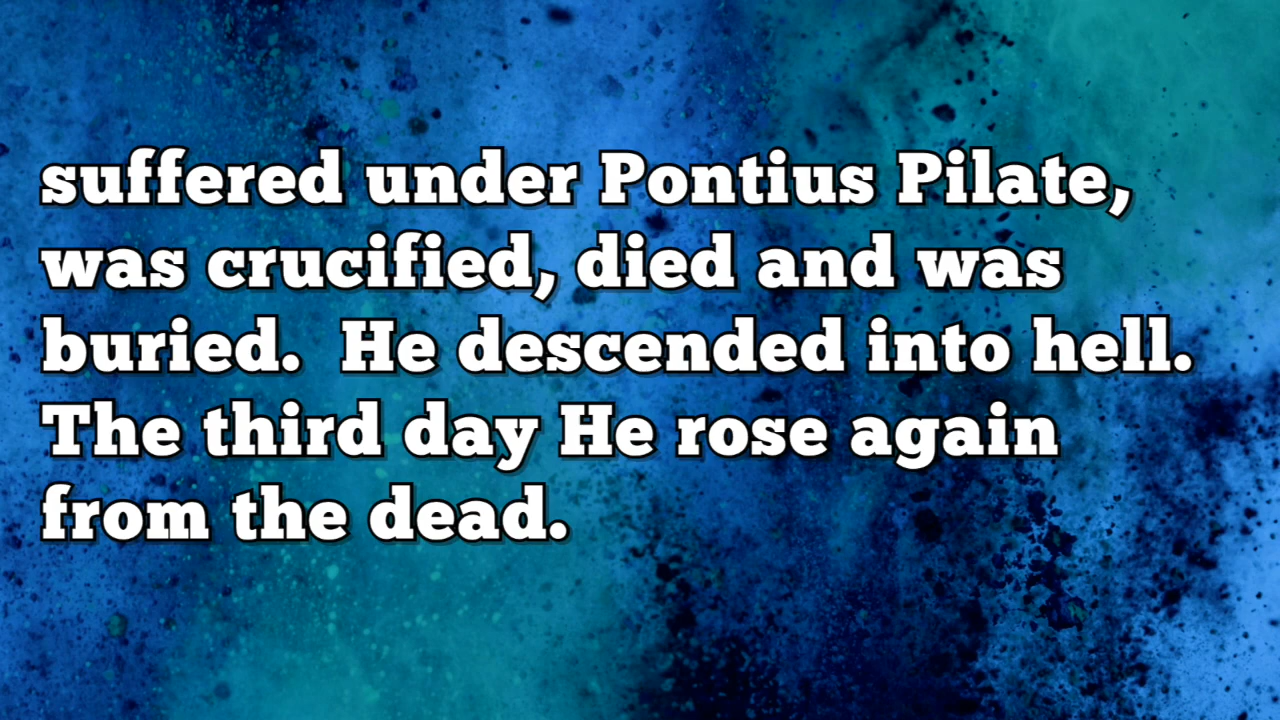 suffered under Pontius Pilate,
was crucified, died and was
buried.  He descended into hell.
The third day He rose again
from the dead.